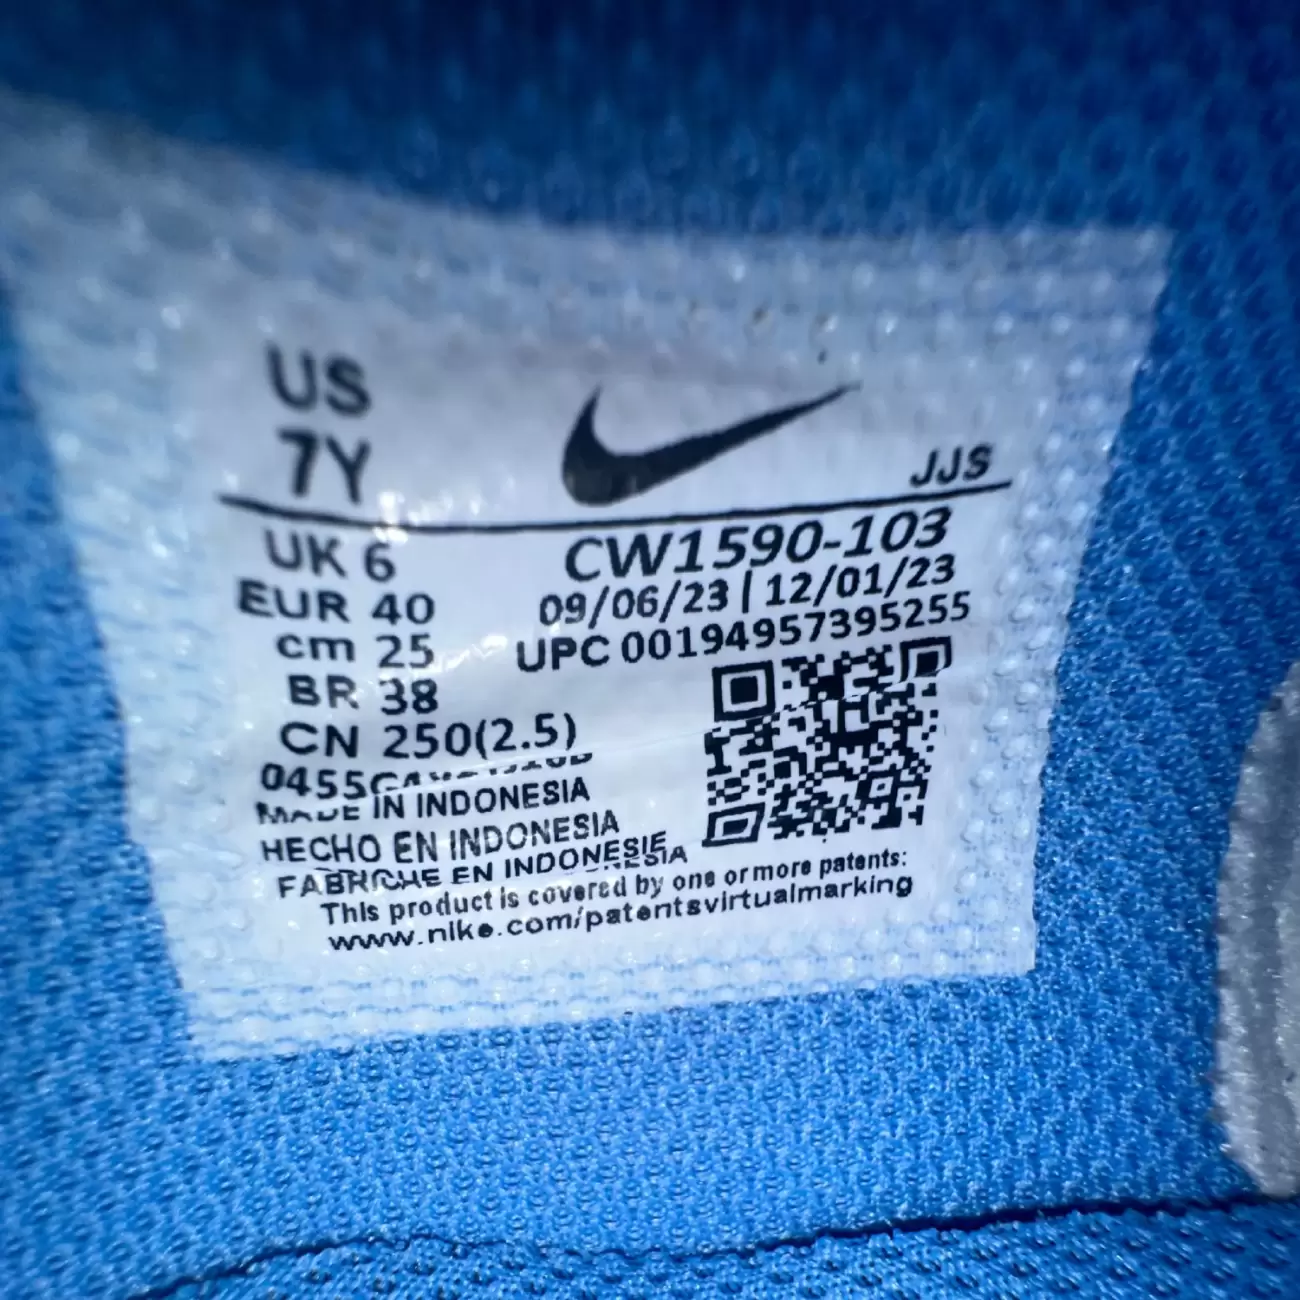 US
7Y
JJS
UK 6
EUR 40
cm 25
BR 38
CN 250(2.5)
CW1590-103
09/06/23 | 12/01/23
UPC 00194957395255
MADE IN INDONESIA
HECHO EN INDONESIA
FABRICHE EN INDONESIE
This product is covered by one or more patents:
www.nike.com/patentsvirtualmarking